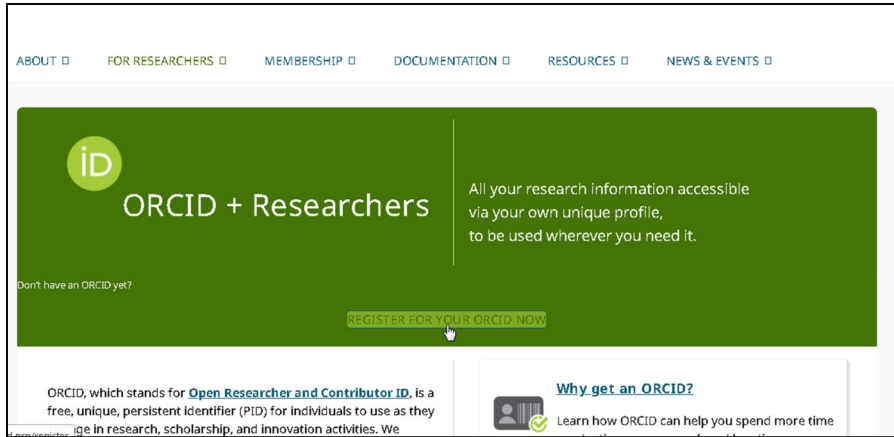 ABOUT
FOR RESEARCHERS
MEMBERSHIP
DOCUMENTATION
RESOURCES
NEWS & EVENTS
iD
ORCID + Researchers
All your research information accessible
via your own unique profile,
to be used wherever you need it.
Don't have an ORCID yet?
REGISTER FOR YOUR ORCID NOW
ORCID, which stands for Open Researcher and Contributor ID, is a
free, unique, persistent identifier (PID) for individuals to use as they
in research, scholarship, and innovation activities. We
Why get an ORCID?
Learn how ORCID can help you spend more time